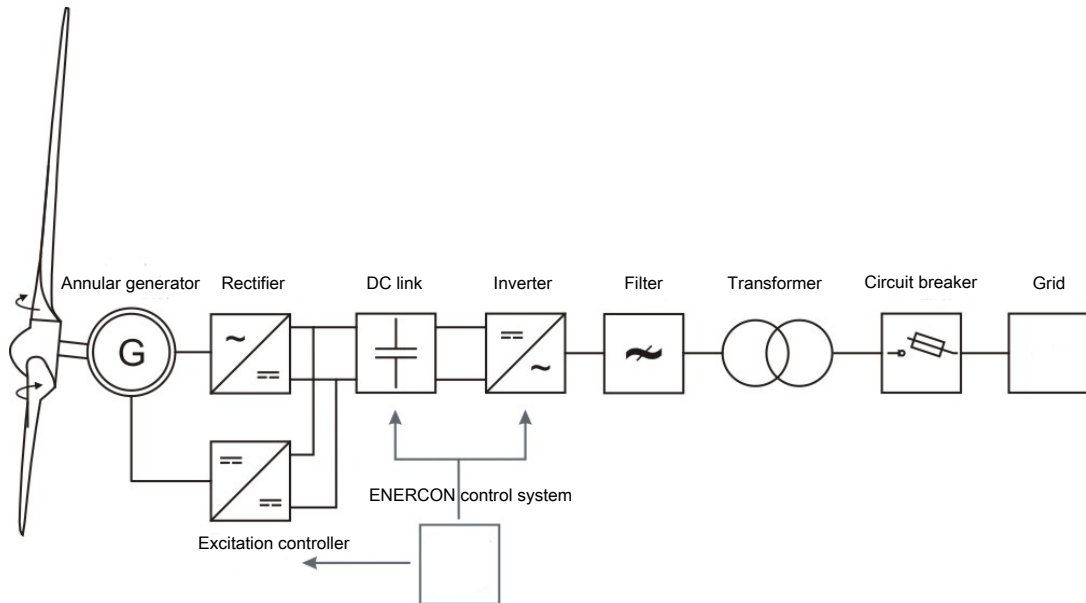 Annular generator
Rectifier
DC link
Inverter
Filter
Transformer
Circuit breaker
Grid
G
ENERCON control system
Excitation controller